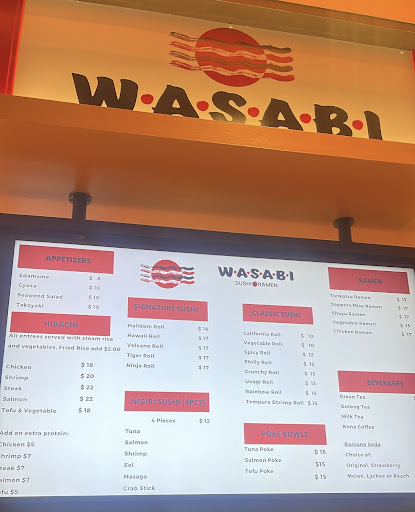 W.A.S.A.B.I
W.A.S.A.B.I
SUSHI RAMEN
APPETIZERS
Edamame $ 8
Gyoza $ 10
Seaweed Salad $ 10
Takoyaki $ 10
HIBACHI
All entrees served with steam rice
and vegetables. Fried Rice add $2.00
Chicken $ 18
Shrimp $ 20
Steak $ 22
Salmon $ 22
Tofu & Vegetable $ 18
Add on extra protein:
Chicken $5
Shrimp $7
Steak $7
Salmon $7
Tofu $5
SIGNATURE SUSHI
Halldom Roll $ 18
Hawaii Roll $ 17
Volcano Roll $ 17
Tiger Roll $ 17
Ninja Roll $ 17
NIGIRI SUSHI (4PCS)
4 Pieces $ 12
Tuna
Salmon
Shrimp
Eel
Masago
Crab Stick
CLASSIC SUSHI
California Roll $ 10
Vegetable Roll $ 10
Spicy Roll $ 12
Philly Roll $ 12
Crunchy Roll $ 13
Unagi Roll $ 13
Rainbow Roll $ 15
Tempura Shrimp Roll $ 15
POKE BOWLS
Tuna Poke $15
Salmon Poke $ 15
Tofu Poke $ 15
RAMEN
Tonkatsu Ramen $ 17
Sapporo Miso Ramen $ 17
Shoyu Ramen $ 17
Vegetable Ramen $ 15
Chicken Ramen $ 17
BEVERAGES
Green Tea
Oolong Tea
Milk Tea
Kona Coffee
Ramune Soda
Choice of:
Original, Strawberry
Melon, Lychee or Peach.